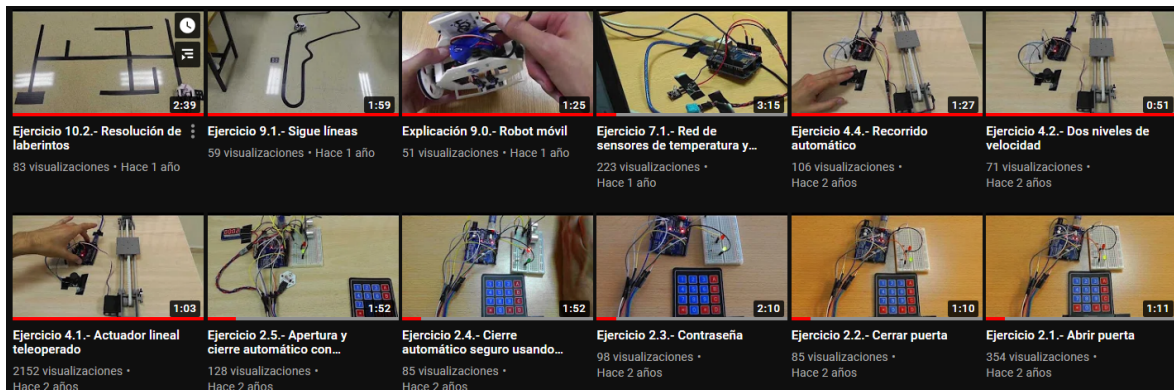 2:39
1:59
1:25
3:15
1:27
0:51
Ejercicio 10.2.- Resolución de
laberintos
83 visualizaciones • Hace 1 año
Ejercicio 9.1.- Sigue líneas
59 visualizaciones • Hace 1 año
Explicación 9.0.- Robot móvil
51 visualizaciones • Hace 1 año
Ejercicio 7.1.- Red de
sensores de temperatura y…
223 visualizaciones •
Hace 1 año
Ejercicio 4.4.- Recorrido
automático
106 visualizaciones •
Hace 2 años
Ejercicio 4.2.- Dos niveles de
velocidad
71 visualizaciones •
Hace 2 años
1:03
1:52
1:52
2:10
1:10
1:11
Ejercicio 4.1.- Actuador lineal
teleoperado
2152 visualizaciones •
Hace 2 años
Ejercicio 2.5.- Apertura y
cierre automático con…
128 visualizaciones •
Hace 2 años
Ejercicio 2.4.- Cierre
automático seguro usando…
85 visualizaciones •
Hace 2 años
Ejercicio 2.3.- Contraseña
98 visualizaciones •
Hace 2 años
Ejercicio 2.2.- Cerrar puerta
85 visualizaciones •
Hace 2 años
Ejercicio 2.1.- Abrir puerta
354 visualizaciones •
Hace 2 años